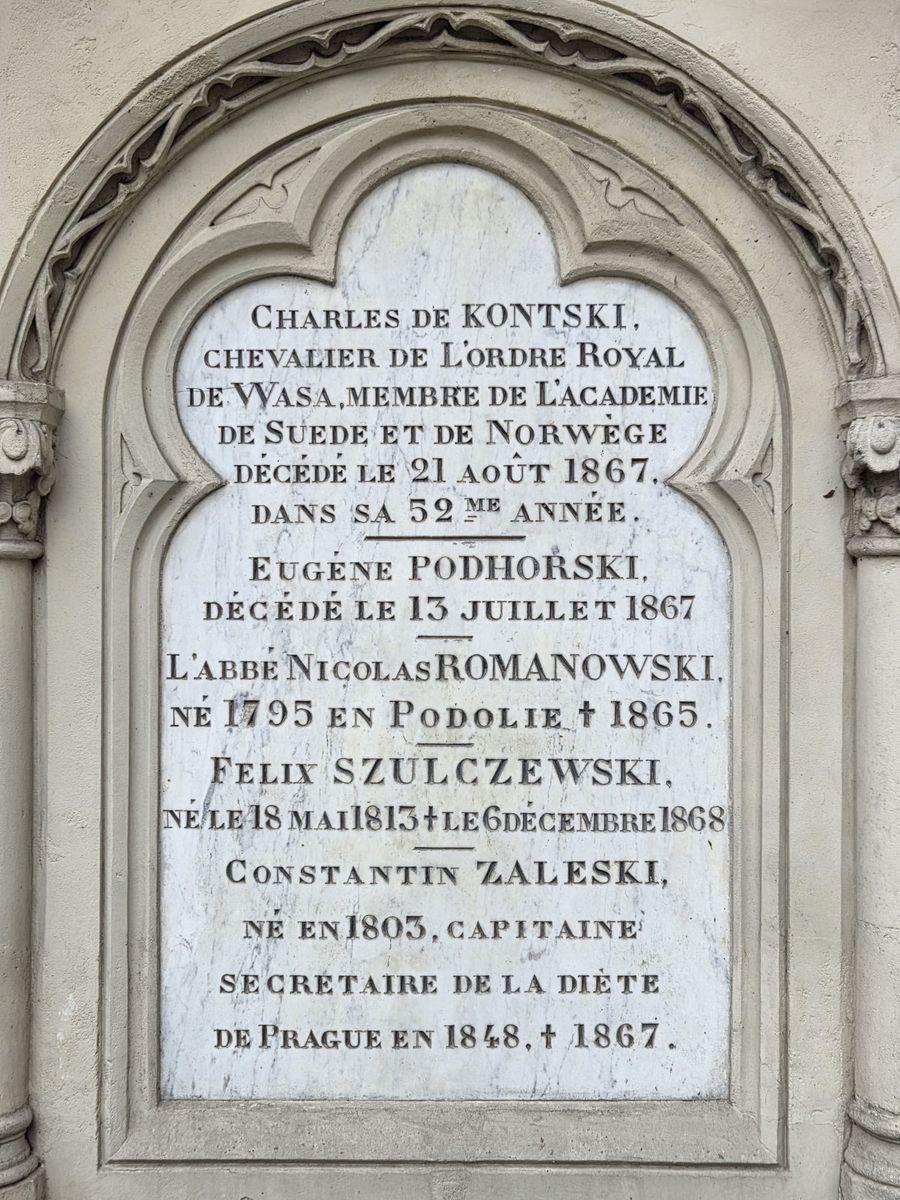 CHARLES DE KONTSKI,
CHEVALIER DE L'ORDRE ROYAL
DE WASA, MEMBRE DE L'ACADEMIE
DE SUEDE ET DE NORWÈGE
DÉCÉDÉ LE 21 AOÛT 1867,
DANS SA 52ME ANNÉE.
EUGÉNE PODHORSKI,
DÉCÉDÉ LE 13 JUILLET 1867
L'ABBÉ NICOLAS ROMANOWSKI,
NÉ 1795 EN PODOLIE † 1865.
FELIX SZULCZEWSKI,
NÉ LE 18 MAI 1813 † LE 6 DÉCEMBRE 1868
CONSTANTIN ZALESKI,
NÉ EN 1803, CAPITAINE
SECRETAIRE DE LA DIÈTE
DE PRAGUE EN 1848, † 1867.